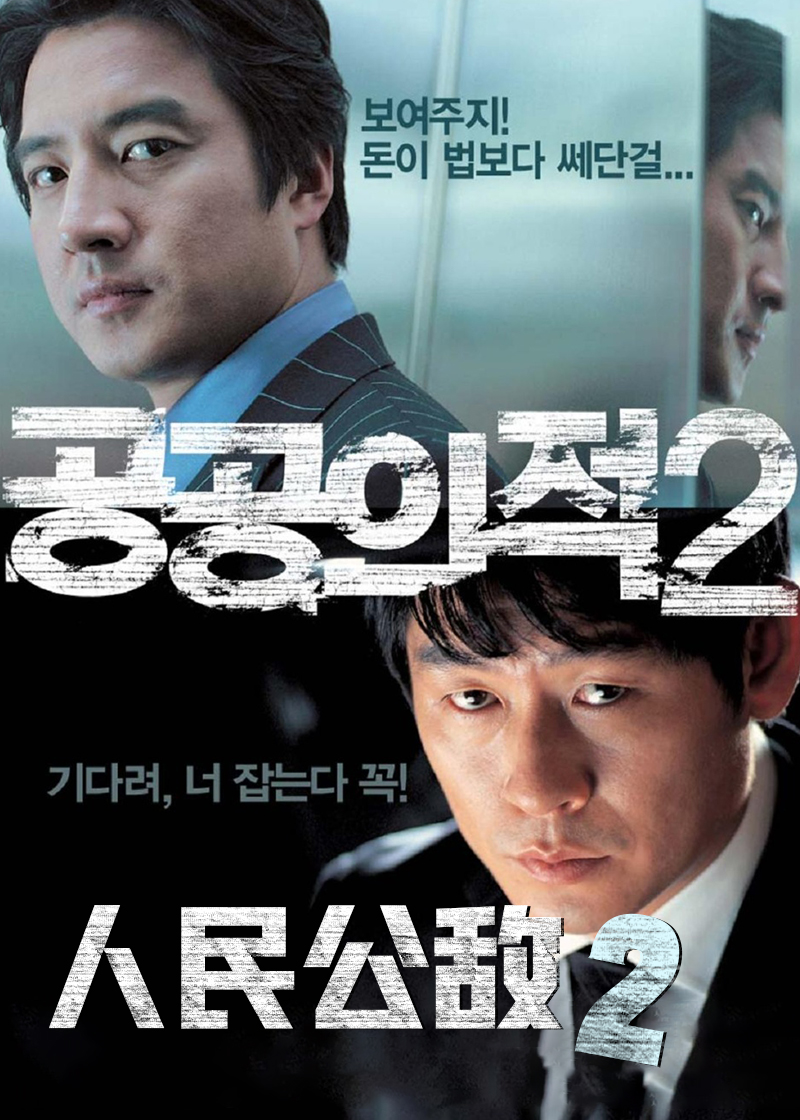 보여주지!
돈이 법보다 쎄단걸...
공공의적2
기다려, 너 잡는다 꼭!
人民公敌2